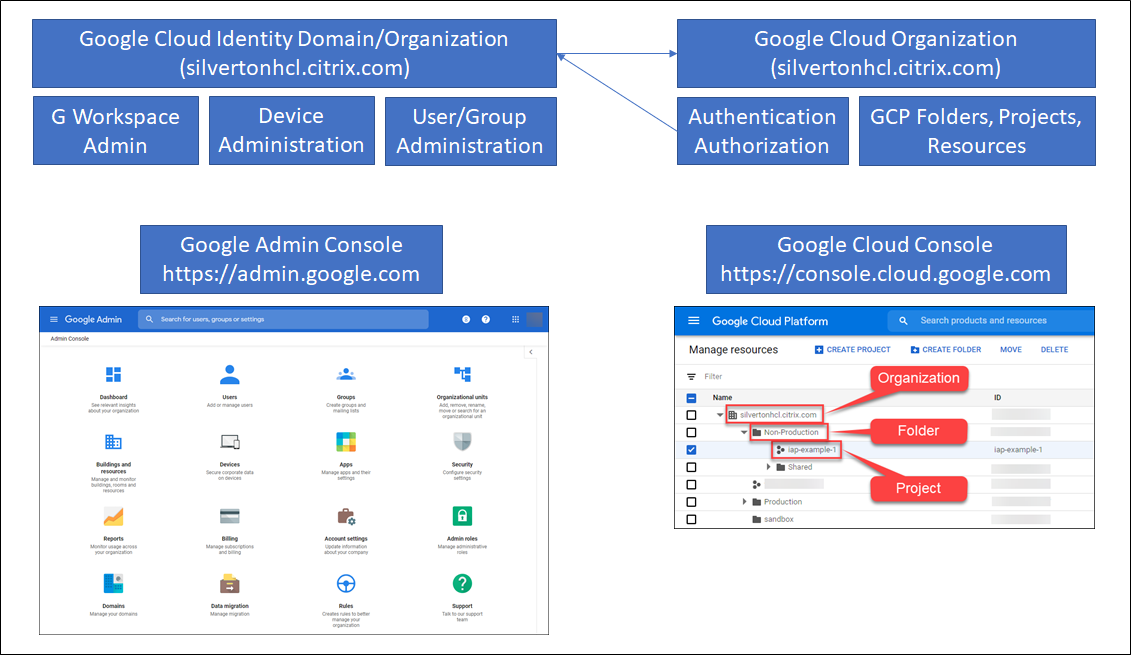 Google Cloud Identity Domain/Organization
(silvertonhcl.citrix.com)
Google Cloud Organization
(silvertonhcl.citrix.com)
G Workspace
Admin
Device
Administration
User/Group
Administration
Authentication
Authorization
GCP Folders, Projects,
Resources
Google Admin Console
https://admin.google.com
Google Cloud Console
https://console.cloud.google.com
Google Admin
Search for users, groups or settings
Admin Console
Dashboard
See relevant insights
about your organization
Users
Add or manage users
Groups
Create groups and
mailing lists
Organizational units
Add, remove, rename,
move or search for an
organizational unit
Buildings and
resources
Manage and monitor
buildings, rooms and
resources
Devices
Secure corporate data
on devices
Apps
Manage apps and their
settings
Security
Configure security
settings
Reports
Monitor usage across
your organization
Billing
Manage subscriptions
and billing
Account settings
Update information
about your company
Admin roles
Manage administrative
roles
Domains
Manage your domains
Data migration
Manage migration
Rules
Creates rules to better
manage your
organization
Support
Talk to our support
team
Google Cloud Platform
Search products and resources
Manage resources
CREATE PROJECT
CREATE FOLDER
MOVE
DELETE
Filter
Organization
Name
ID
silvertonhcl.citrix.com
Non-Production
Folder
iap-example-1
iap-example-1
Shared
Project
Production
sandbox